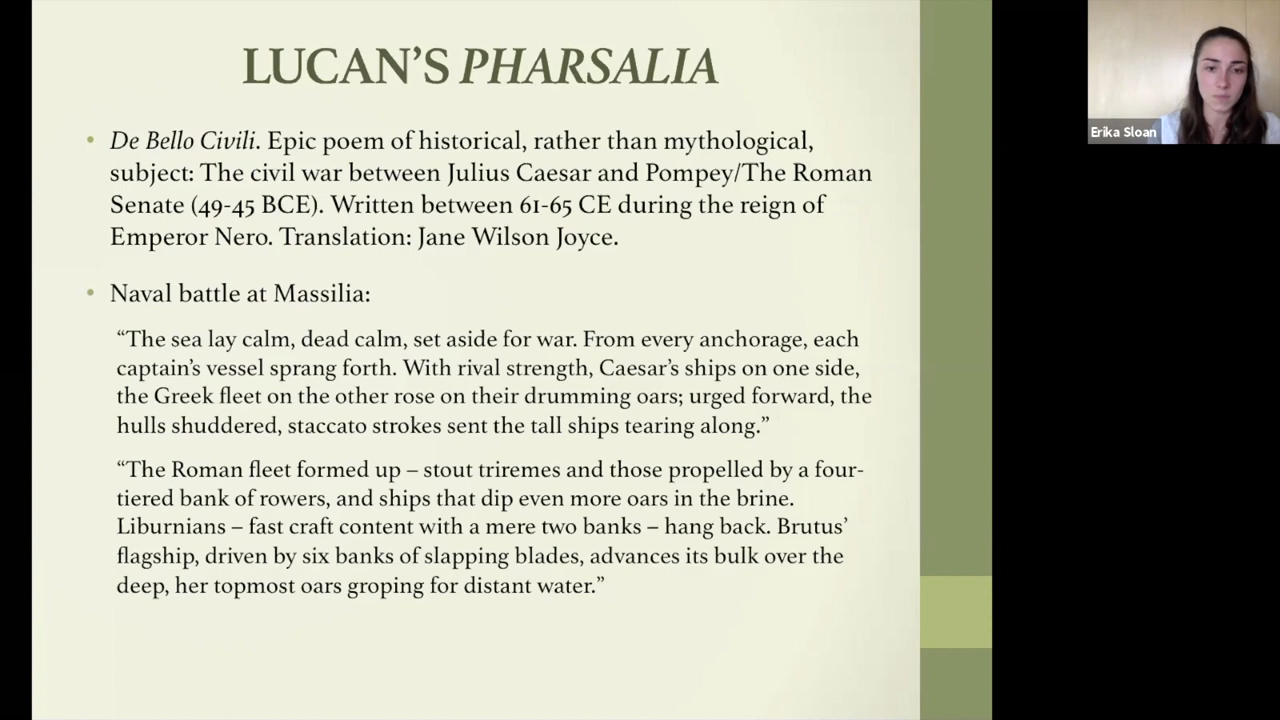 LUCAN’S PHARSALIA
• De Bello Civili. Epic poem of historical, rather than mythological,
subject: The civil war between Julius Caesar and Pompey/The Roman
Senate (49-45 BCE). Written between 61-65 CE during the reign of
Emperor Nero. Translation: Jane Wilson Joyce.
• Naval battle at Massilia:
“The sea lay calm, dead calm, set aside for war. From every anchorage, each
captain’s vessel sprang forth. With rival strength, Caesar’s ships on one side,
the Greek fleet on the other rose on their drumming oars; urged forward, the
hulls shuddered, staccato strokes sent the tall ships tearing along.”
“The Roman fleet formed up – stout triremes and those propelled by a four-
tiered bank of rowers, and ships that dip even more oars in the brine.
Liburnians – fast craft content with a mere two banks – hang back. Brutus’
flagship, driven by six banks of slapping blades, advances its bulk over the
deep, her topmost oars groping for distant water.”
Erika Sloan